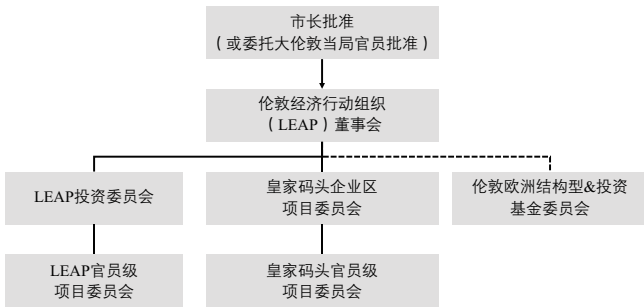 市长批准
（或委托大伦敦当局官员批准）
伦敦经济行动组织
（LEAP）董事会
LEAP投资委员会
皇家码头企业区
项目委员会
伦敦欧洲结构型&投资
基金委员会
LEAP官员级
项目委员会
皇家码头官员级
项目委员会